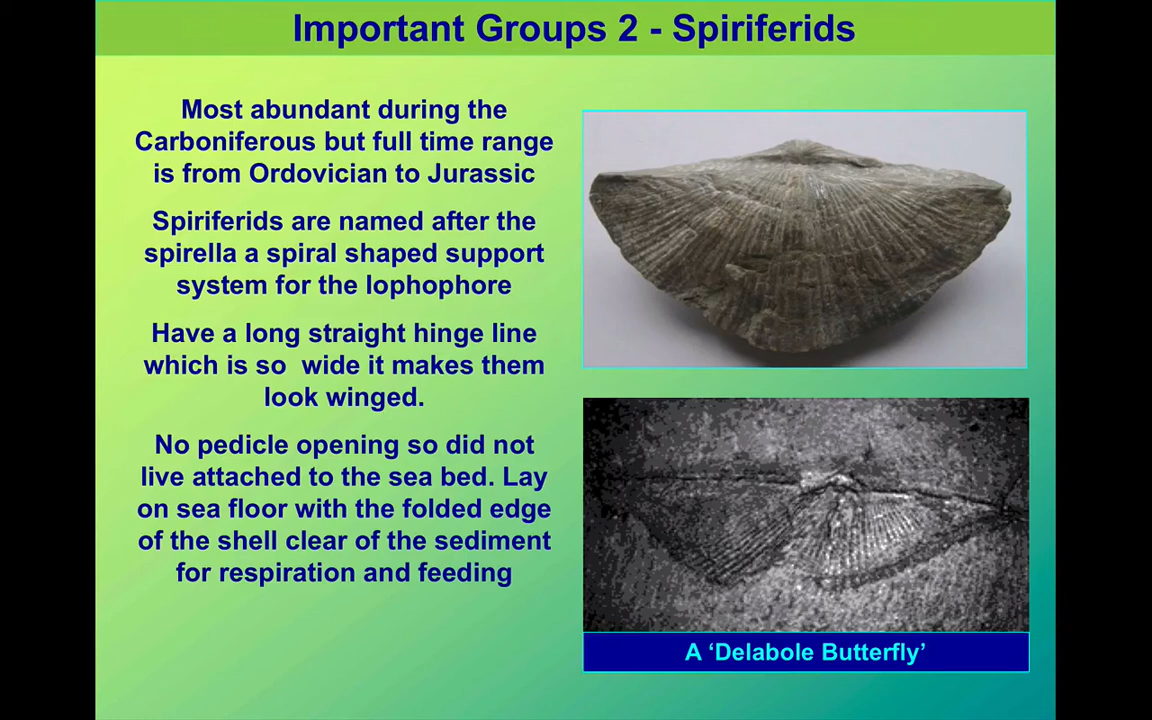 Important Groups 2 - Spiriferids
Most abundant during the
Carboniferous but full time range
is from Ordovician to Jurassic
Spiriferids are named after the
spirella a spiral shaped support
system for the lophophore
Have a long straight hinge line
which is so  wide it makes them
look winged.
No pedicle opening so did not
live attached to the sea bed. Lay
on sea floor with the folded edge
of the shell clear of the sediment
for respiration and feeding
A ‘Delabole Butterfly’